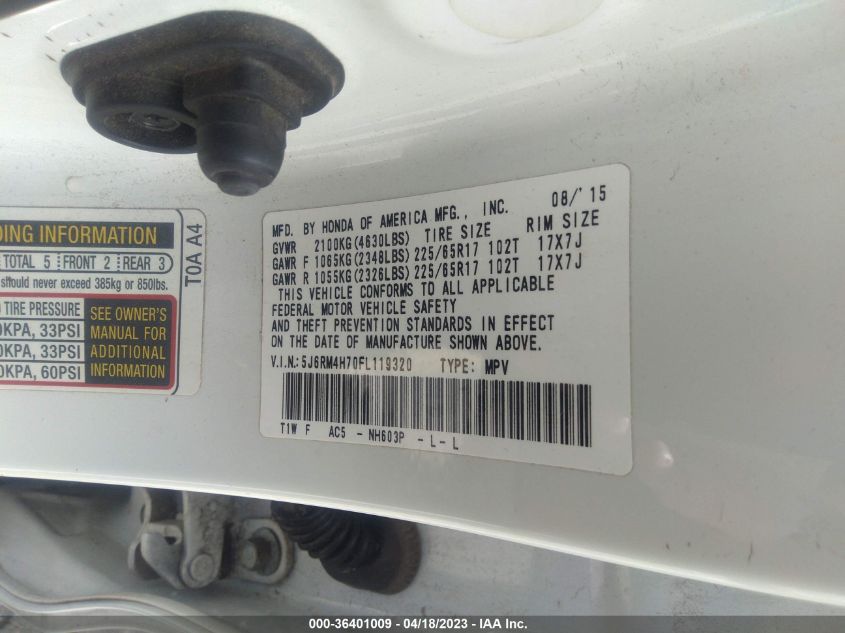 DING INFORMATION
TOTAL 5 FRONT 2 REAR 3
should never exceed 385kg or 850lbs.
TIRE PRESSURE
0KPA, 33PSI
0KPA, 33PSI
0KPA, 60PSI
SEE OWNER'S
MANUAL FOR
ADDITIONAL
INFORMATION
T0A A4
MFD. BY HONDA OF AMERICA MFG., INC. 08/'15
GVWR 2100KG(4630LBS) TIRE SIZE RIM SIZE
GAWR F 1065KG(2348LBS) 225/65R17 102T 17X7J
GAWR R 1055KG(2326LBS) 225/65R17 102T 17X7J
THIS VEHICLE CONFORMS TO ALL APPLICABLE
FEDERAL MOTOR VEHICLE SAFETY
AND THEFT PREVENTION STANDARDS IN EFFECT
ON THE DATE OF MANUFACTURE SHOWN ABOVE.
V.I.N.: 5J6RM4H70FL119320 TYPE: MPV
T1W F AC5 - NH603P - L - L
000-36401009 - 04/18/2023 - IAA Inc.